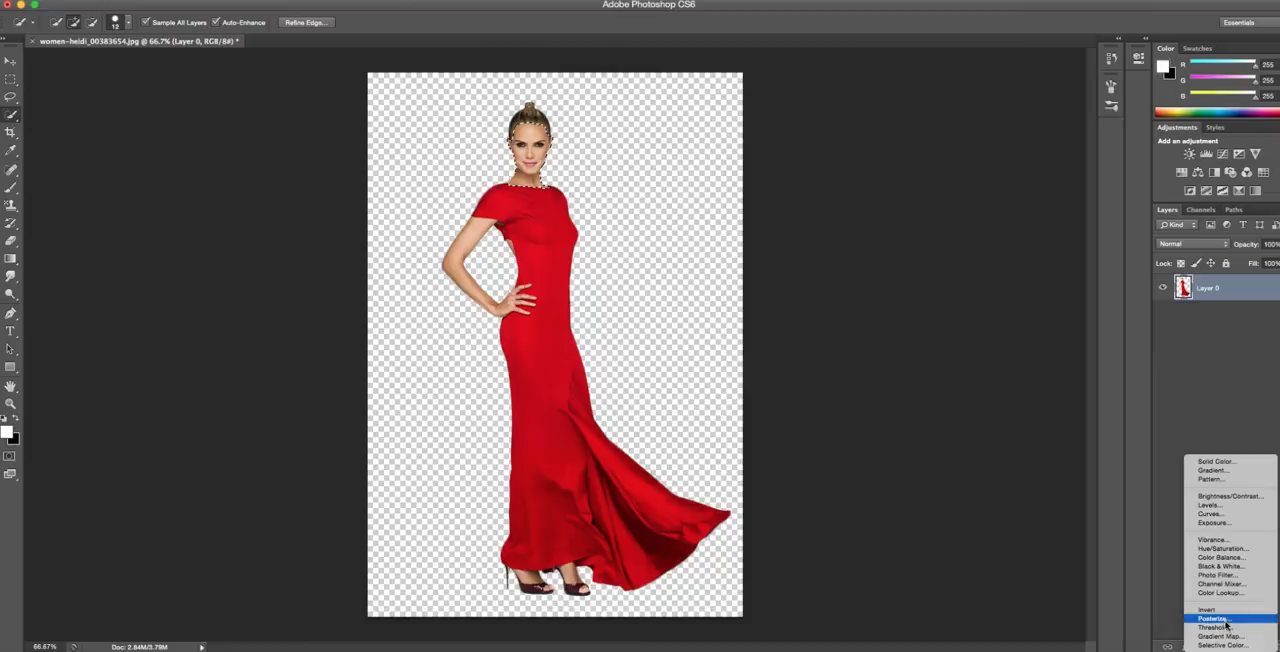 Adobe Photoshop CS6
12
Sample All Layers
Auto-Enhance
Refine Edge...
Essentials
women-heidi_00383654.jpg @ 66.7% (Layer 0, RGB/8#) *
Color
Swatches
R
255
G
255
B
255
Adjustments
Styles
Add an adjustment
Layers
Channels
Paths
Kind
Normal
Opacity:
100%
Lock:
Fill:
100%
Layer 0
Solid Color...
Gradient...
Pattern...
Brightness/Contrast...
Levels...
Curves...
Exposure...
Vibrance...
Hue/Saturation...
Color Balance...
Black & White...
Photo Filter...
Channel Mixer...
Color Lookup...
Invert
Posterize...
Threshold...
Gradient Map...
Selective Color...
66.67%
Doc: 2.84M/3.79M